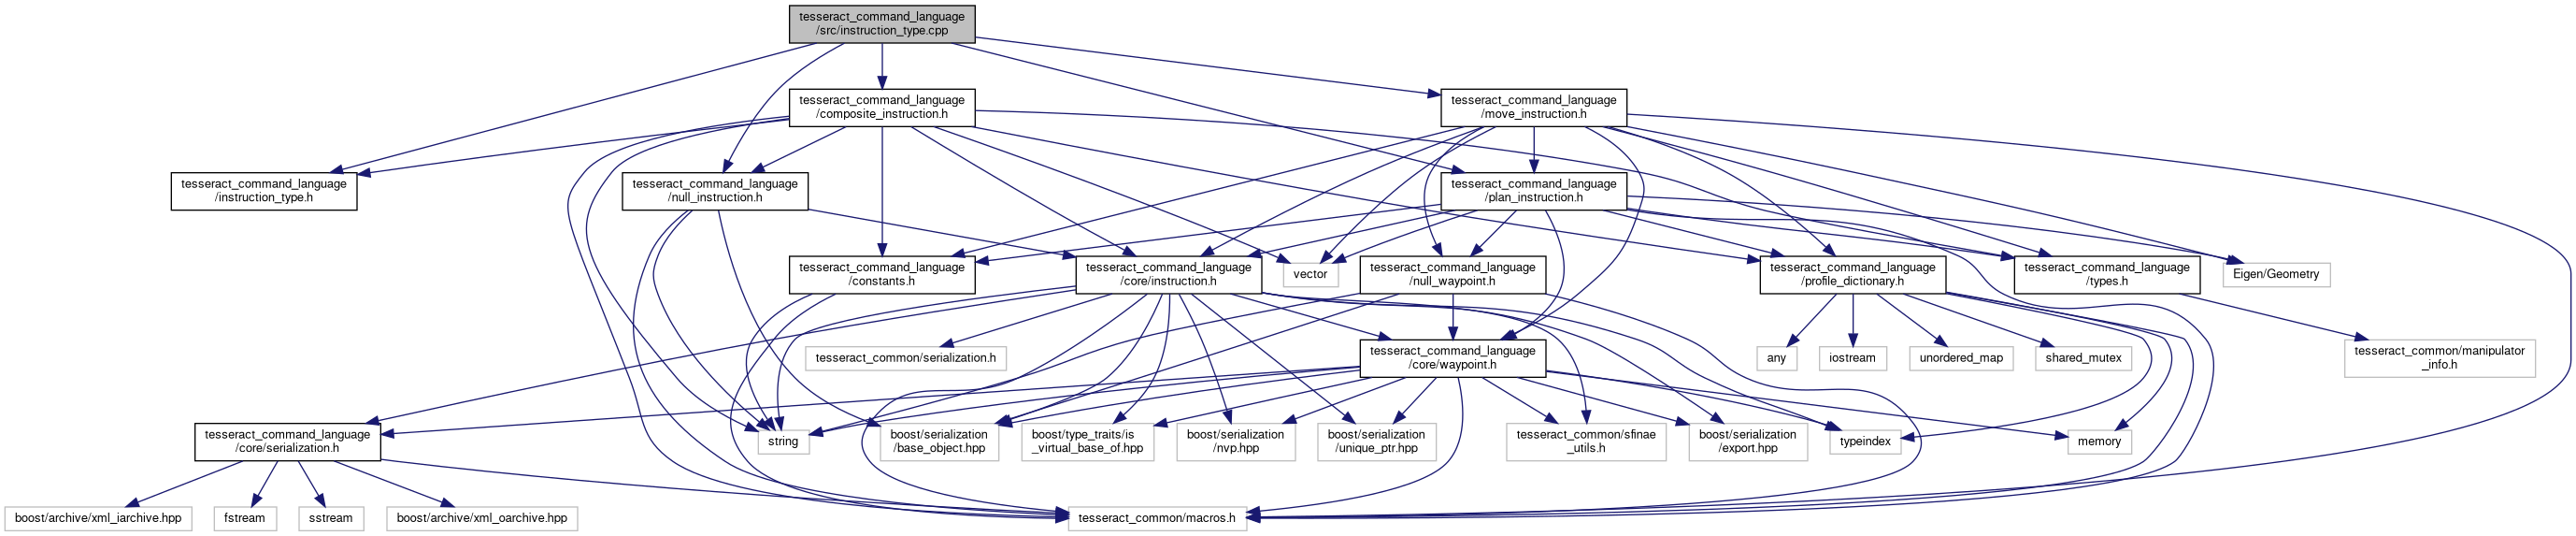 tesseract_command_language
/src/instruction_type.cpp
tesseract_command_language
/composite_instruction.h
tesseract_command_language
/move_instruction.h
tesseract_command_language
/instruction_type.h
tesseract_command_language
/null_instruction.h
tesseract_command_language
/plan_instruction.h
tesseract_command_language
/constants.h
tesseract_command_language
/core/instruction.h
vector
tesseract_command_language
/null_waypoint.h
tesseract_command_language
/profile_dictionary.h
tesseract_command_language
/types.h
Eigen/Geometry
tesseract_common/serialization.h
tesseract_command_language
/core/waypoint.h
any
iostream
unordered_map
shared_mutex
tesseract_common/manipulator
_info.h
tesseract_command_language
/core/serialization.h
string
boost/serialization
/base_object.hpp
boost/type_traits/is
_virtual_base_of.hpp
boost/serialization
/nvp.hpp
boost/serialization
/unique_ptr.hpp
tesseract_common/sfinae
_utils.h
boost/serialization
/export.hpp
typeindex
memory
boost/archive/xml_iarchive.hpp
fstream
sstream
boost/archive/xml_oarchive.hpp
tesseract_common/macros.h